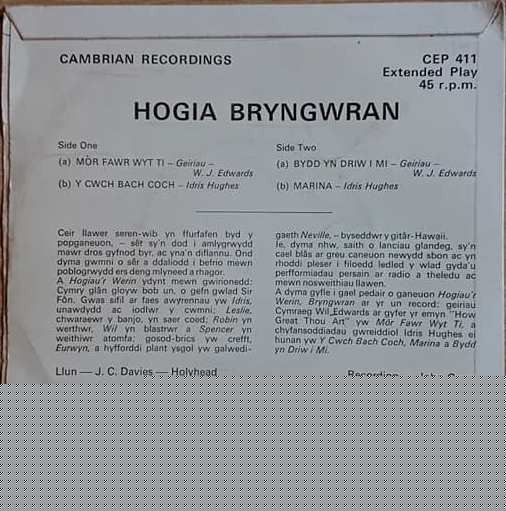 CAMBRIAN RECORDINGS
CEP 411
Extended Play
45 r.p.m.
HOGIA BRYNGWRAN
Side One
(a) MÔR FAWR WYT TI – Geiriau –
W. J. Edwards
(b) Y CWCH BACH COCH – Idris Hughes
Side Two
(a) BYDD YN DRIW I MI – Geiriau –
W. J. Edwards
(b) MARINA – Idris Hughes
Ceir llawer seren-wib yn ffurfafen byd y
popganeuon, – sêr sy'n dod i amlygrwydd
mawr dros gyfnod byr, ac yna'n diflannu. Ond
dyma gwmni o sêr a ddaliodd i befrio mewn
poblogrwydd ers deng mlyneed a rhagor.
A Hogiau'r Werin ydynt mewn gwirionedd:
Cymry glân gloyw bob un, o gefn gwlad Sir
Fôn. Gwas sifil ar faes awyrennau yw Idris,
unawdydd ac iodlwr y cwmni; Leslie,
chwaraewr y banjo, yn saer coed; Robin yn
werthwr, Wil yn blastrwr a Spencer yn
weithiwr atomfa; gosod-brics yw crefft,
Eurwyn, a hyfforddi plant ysgol yw galwedi-
gaeth Neville, – byseddwr y gitâr-Hawaii.
Ie, dyma nhw, saith o lanciau glandeg, sy'n
cael blâs ar greu caneuon newydd sbon ac yn
rhoddi pleser i filoedd ledled y wlad gyda'u
perfformiadau persain ar radio a theledu ac
mewn nosweithiau llawen.
A dyma gyfle i gael pedair o ganeuon Hogiau'r
Werin, Bryngwran ar yr un record: geiriau
Cymraeg Wil Edwards ar gyfer yr emyn "How
Great Thou Art" yw Môr Fawr Wyt Ti, a
chyfansoddiadau gwreiddiol Idris Hughes ei
hunan yw Y Cwch Bach Coch, Marina a Bydd
yn Driw i Mi.
Llun — J. C. Davies — Holyhead
Recording